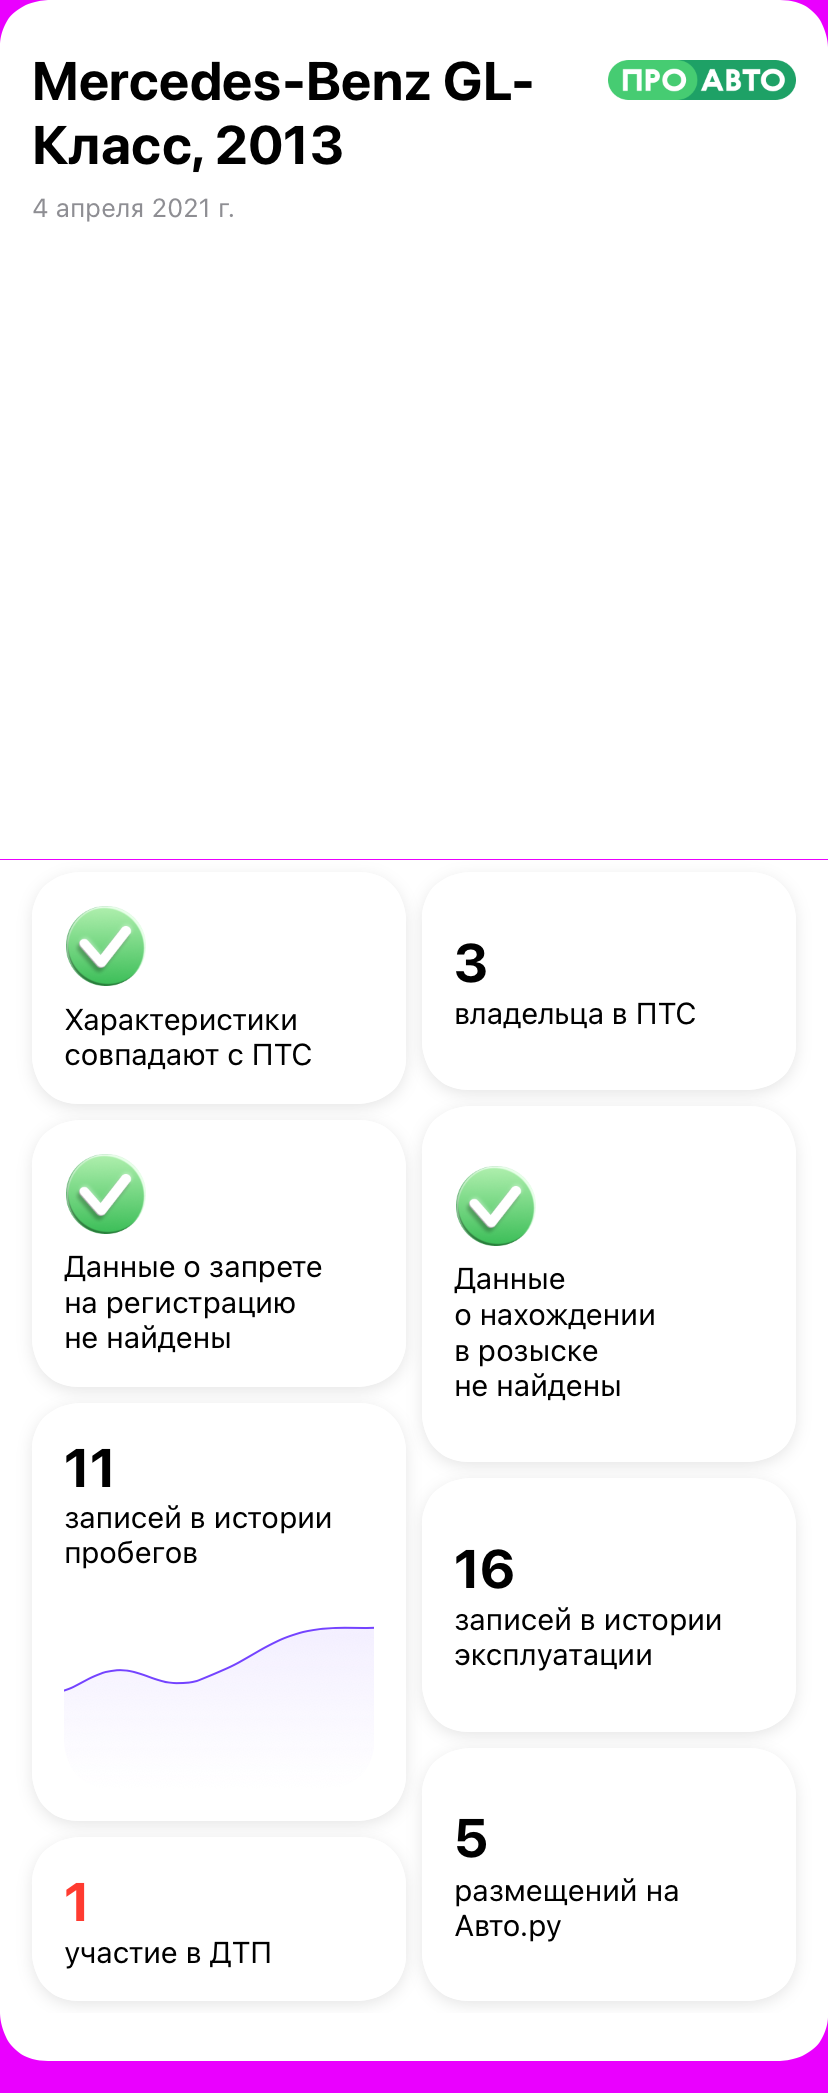 Mercedes-Benz GL-
Класс, 2013
ПРО АВТО
4 апреля 2021 г.
Характеристики
совпадают с ПТС
3
владельца в ПТС
Данные о запрете
на регистрацию
не найдены
Данные
о нахождении
в розыске
не найдены
11
записей в истории
пробегов
16
записей в истории
эксплуатации
1
участие в ДТП
5
размещений на
Авто.ру